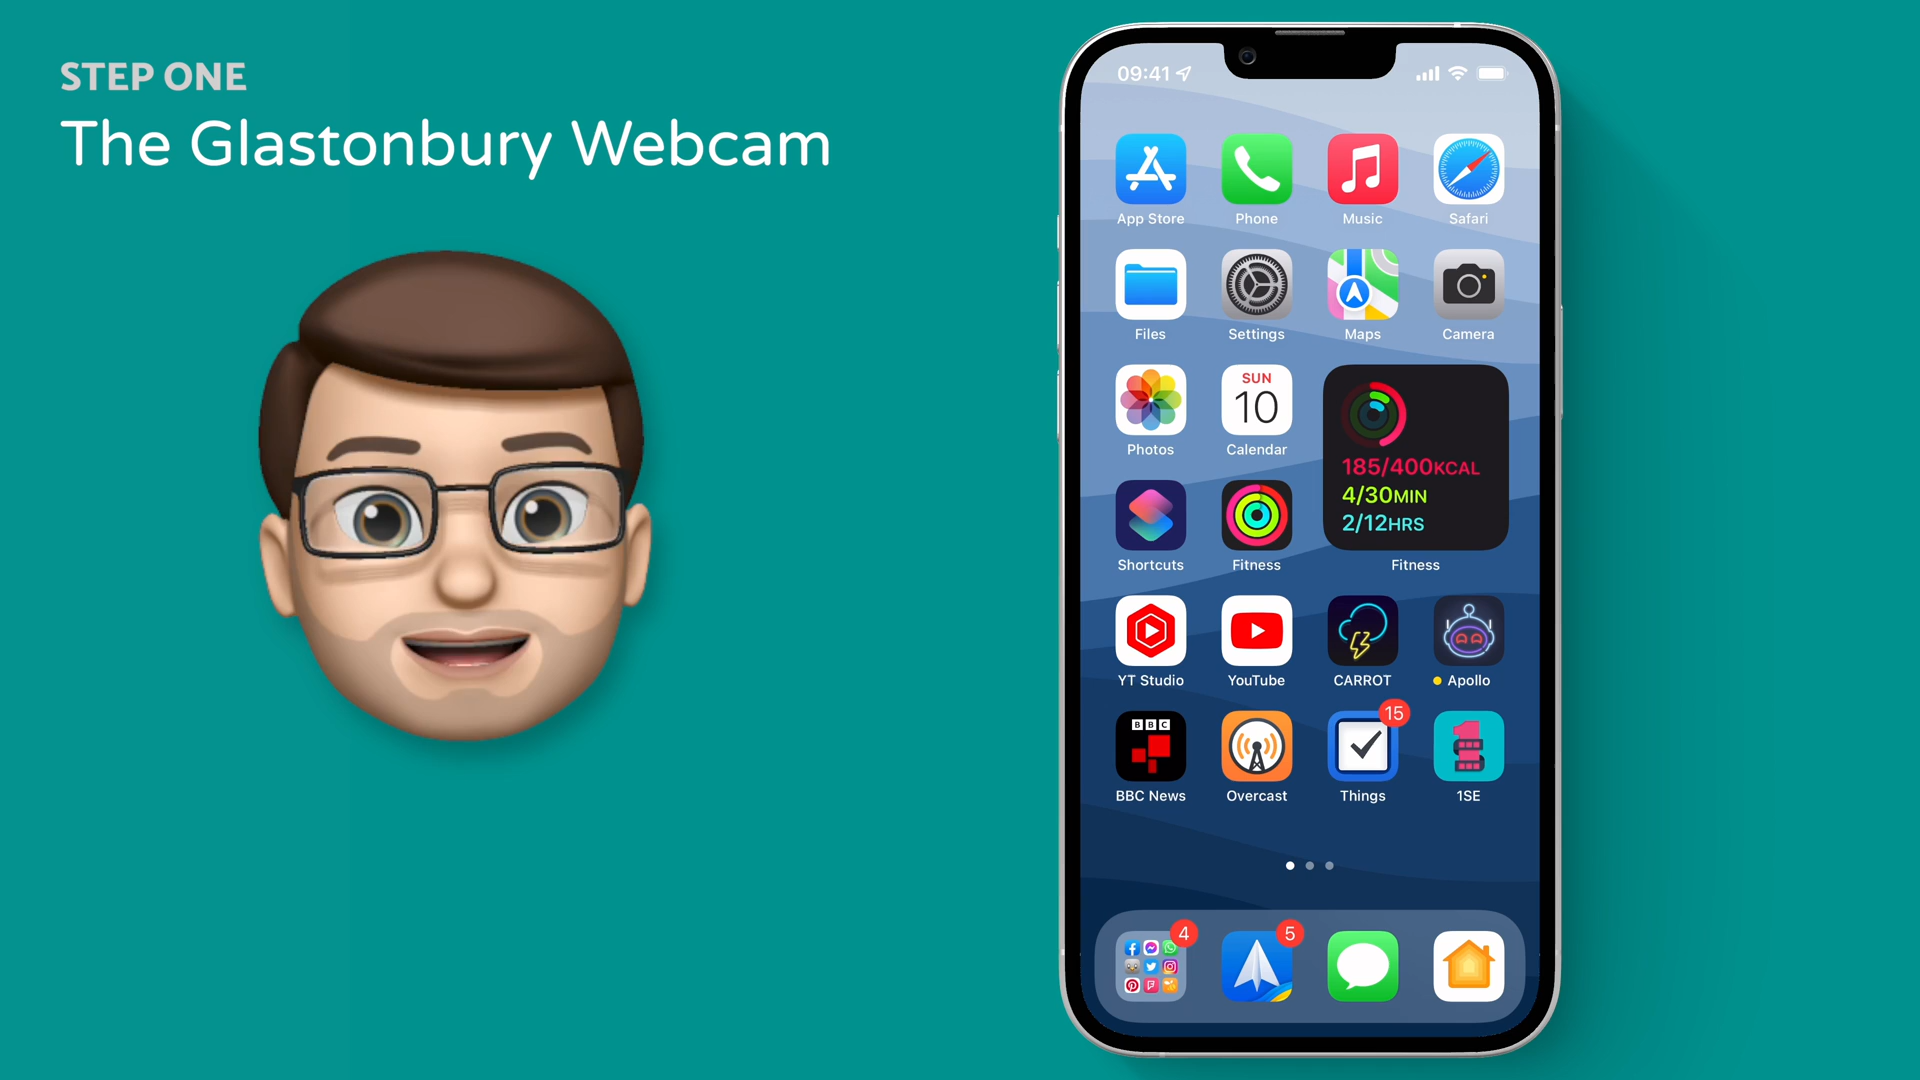 STEP ONE
The Glastonbury Webcam
09:41
App Store
Phone
Music
Safari
Files
Settings
Maps
Camera
SUN
10
Photos
Calendar
185/400KCAL
4/30MIN
2/12HRS
Shortcuts
Fitness
Fitness
YT Studio
YouTube
CARROT
Apollo
BBC
15
1
BBC News
Overcast
Things
1SE
4
5